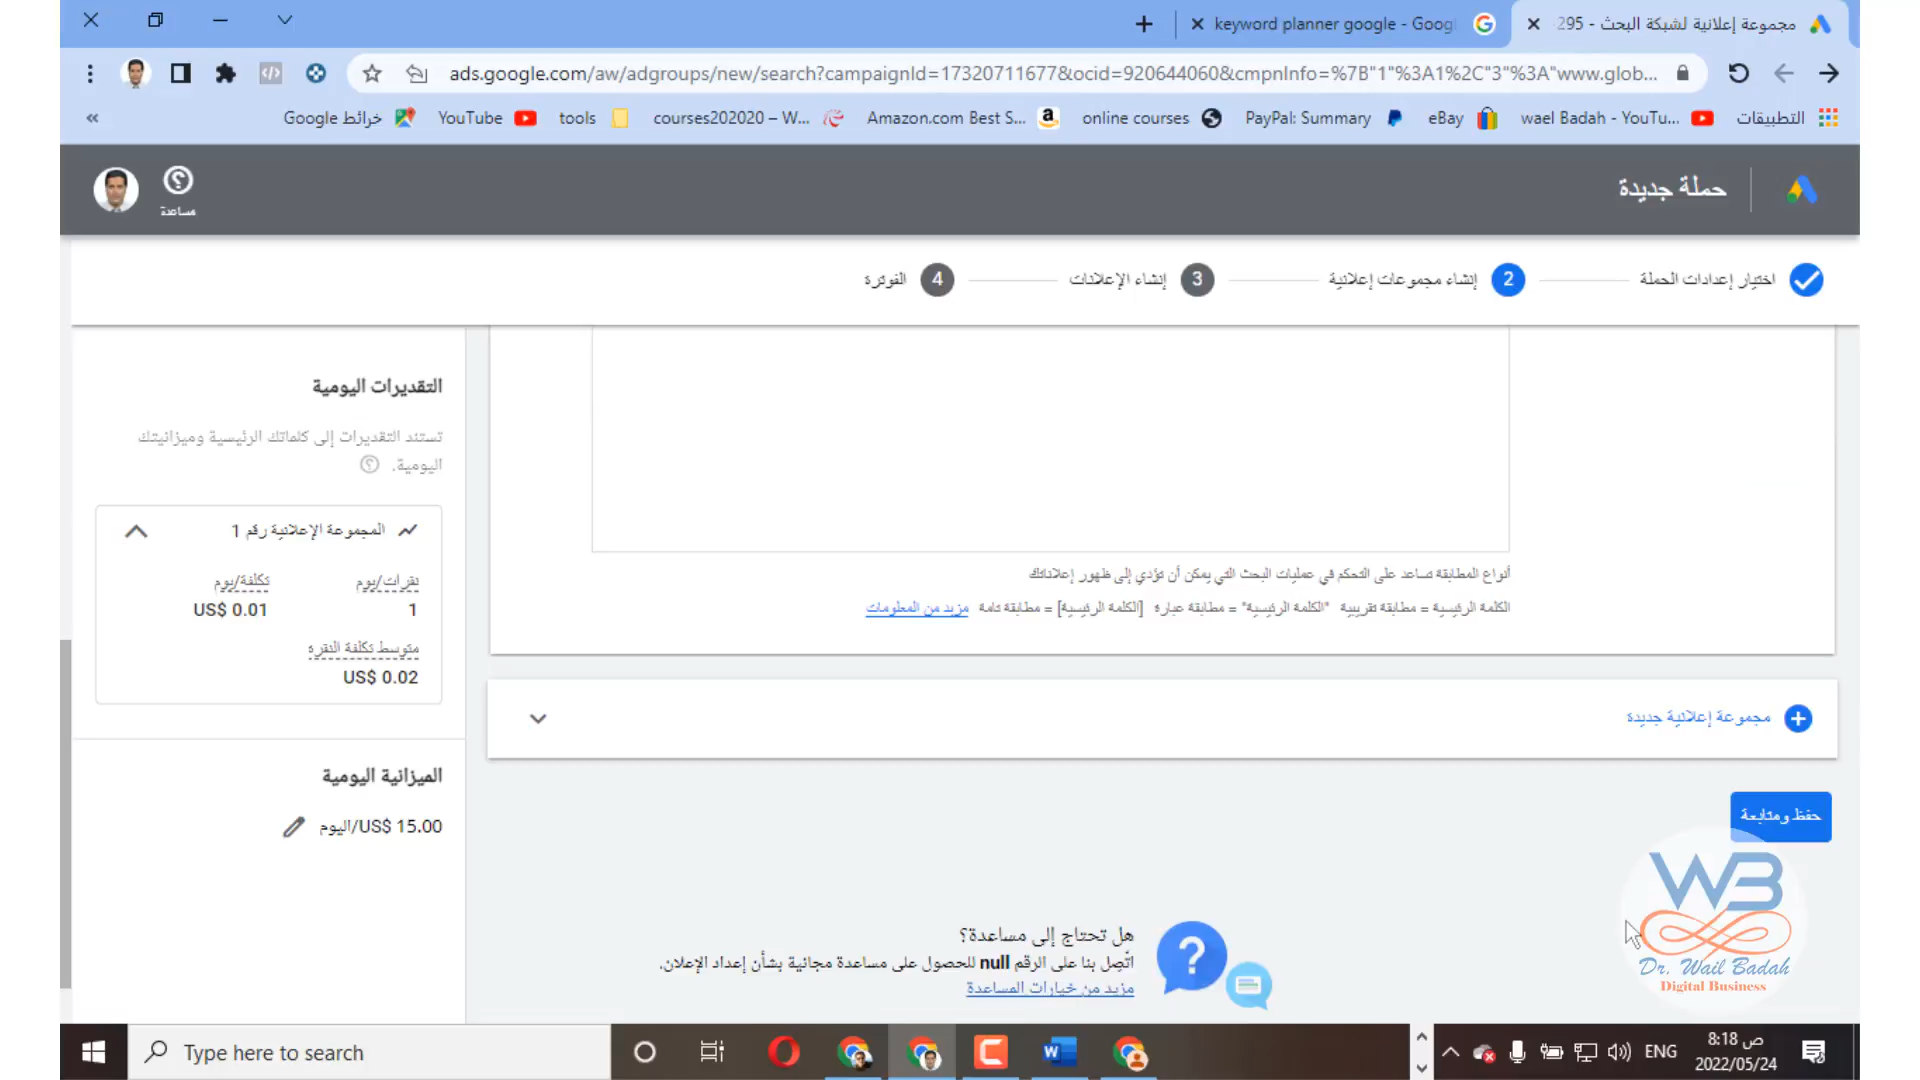 مجموعة إعلانية لشبكة البحث - 295
keyword planner google - Goog
ads.google.com/aw/adgroups/new/search?campaignId=17320711677&ocid=920644060&cmpnInfo=%7B"1"%3A1%2C"3"%3A"www.glob...
التطبيقات
wael Badah - YouTu...
eBay
PayPal: Summary
online courses
Amazon.com Best S...
courses202020 – W...
tools
YouTube
خرائط Google
حملة جديدة
مساعدة
اختيار إعدادات الحملة
2 إنشاء مجموعات إعلانية
3 إنشاء الإعلانات
4 الفوترة
أنواع المطابقة تساعد على التحكم في عمليات البحث التي يمكن أن تؤدي إلى ظهور إعلاناتك
الكلمة الرئيسية = مطابقة تقريبية "الكلمة الرئيسية" = مطابقة عبارة [الكلمة الرئيسية] = مطابقة تامة مزيد من المعلومات
مجموعة إعلانية جديدة
حفظ ومتابعة
هل تحتاج إلى مساعدة؟
اتّصِل بنا على الرقم null للحصول على مساعدة مجانية بشأن إعداد الإعلان.
مزيد من خيارات المساعدة
التقديرات اليومية
تستند التقديرات إلى كلماتك الرئيسية وميزانيتك
اليومية.
المجموعة الإعلانية رقم 1
نقرات/يوم
1
تكلفة/يوم
US$ 0.01
متوسط تكلفة النقرة
US$ 0.02
الميزانية اليومية
US$ 15.00/اليوم
WB
Dr. Wail Badah
Digital Business
Type here to search
ENG
8:18 ص
2022/05/24